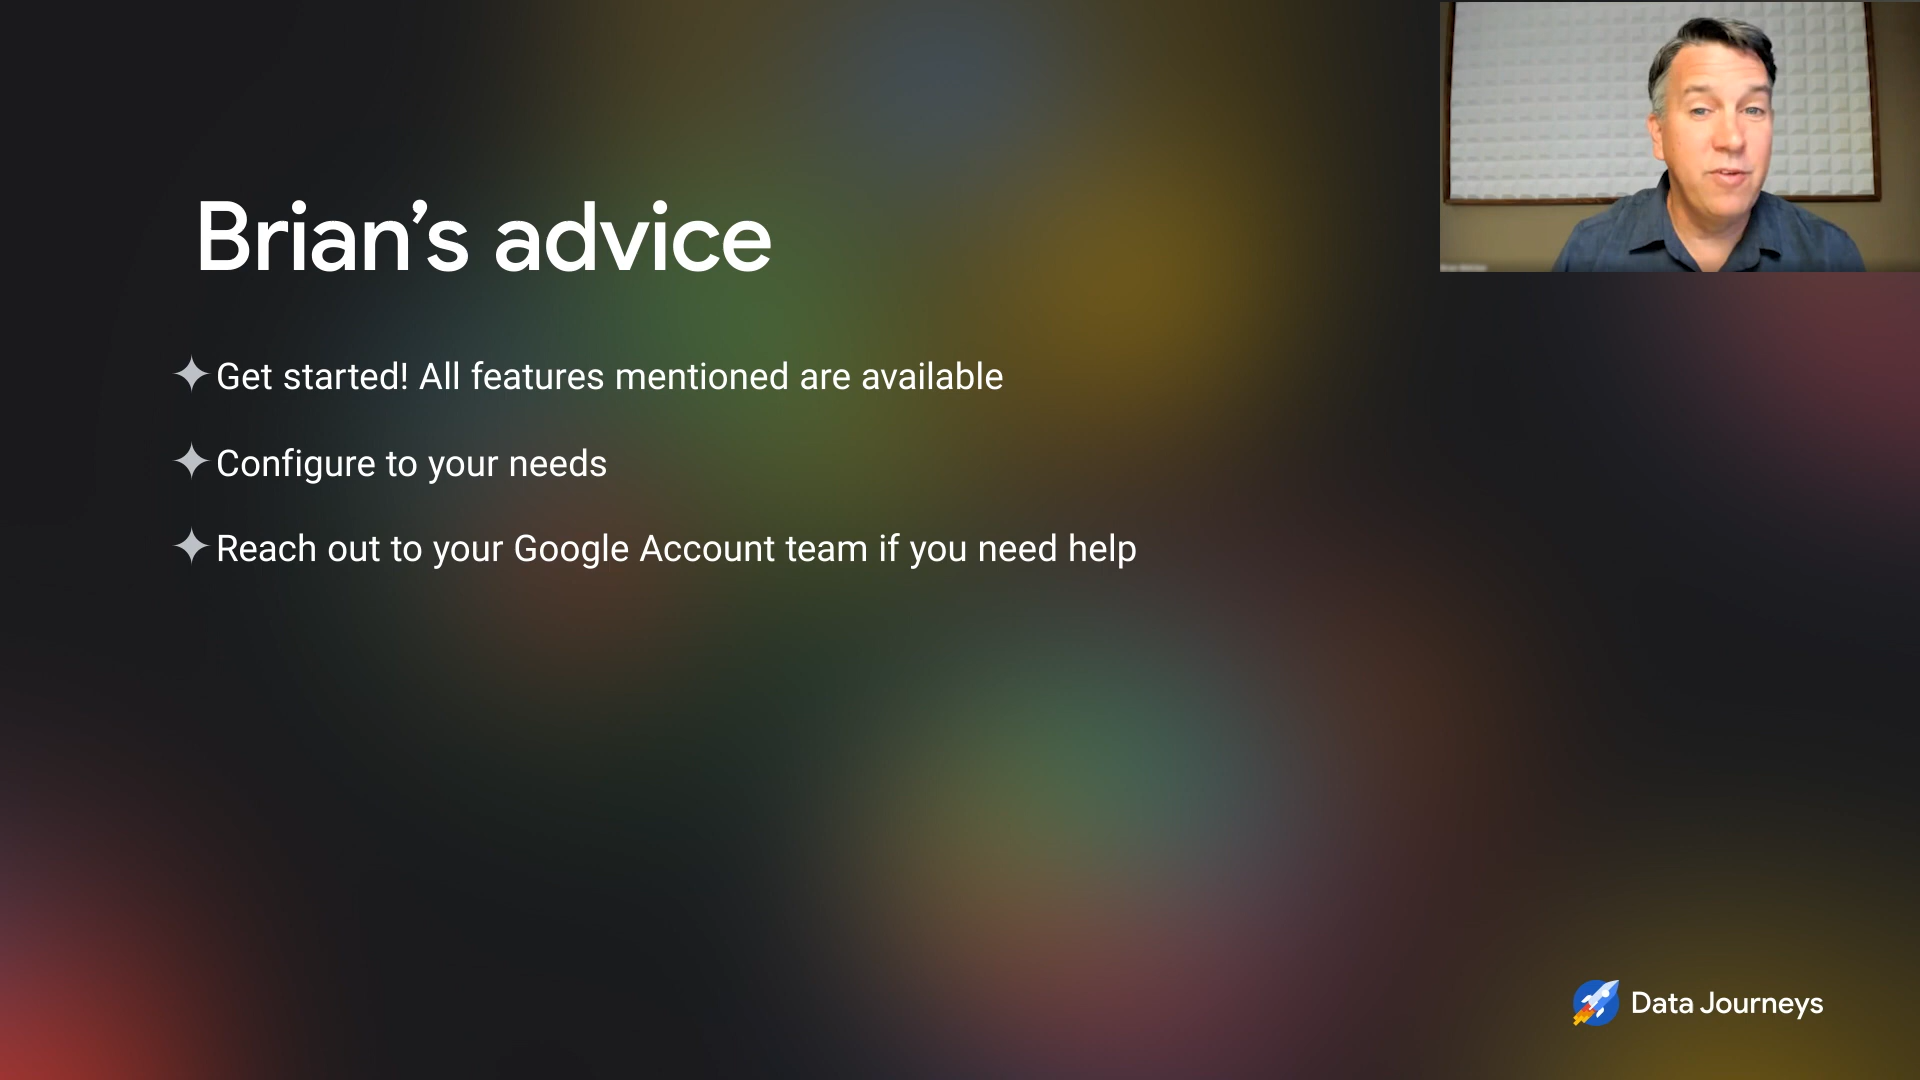 Brian’s advice
Get started! All features mentioned are available
Configure to your needs
Reach out to your Google Account team if you need help
Data Journeys